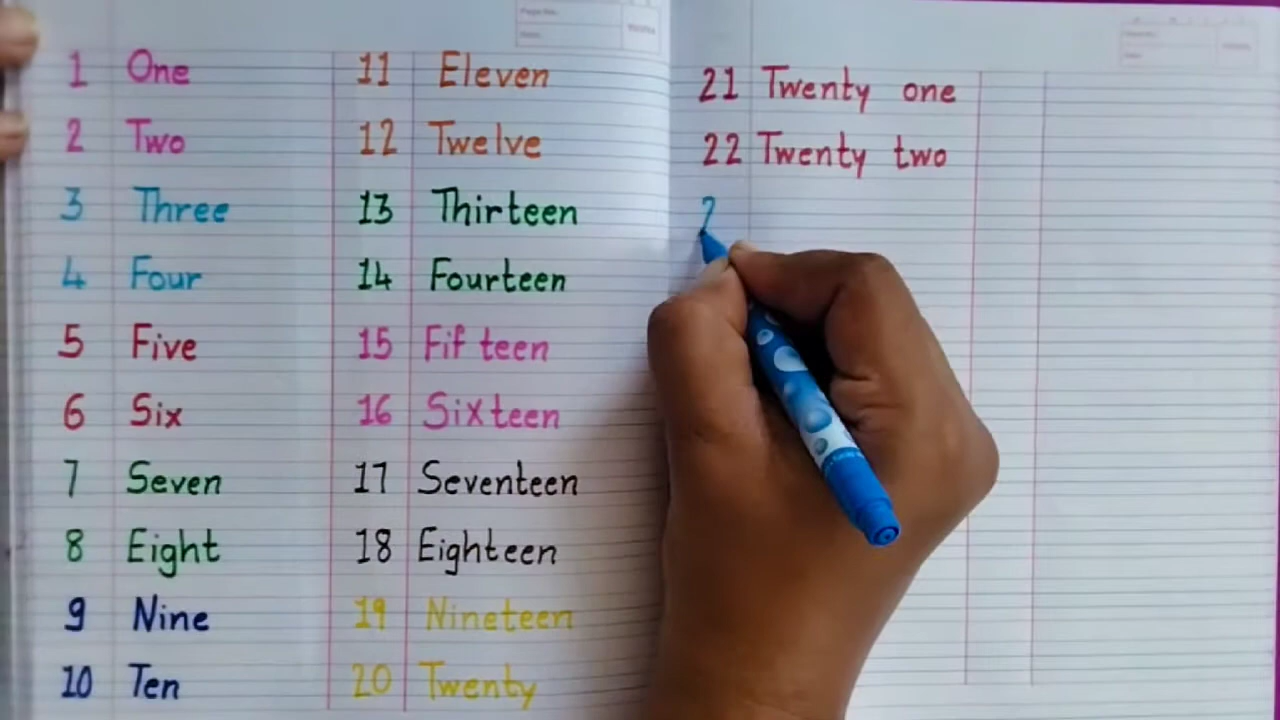 1 One
2 Two
3 Three
4 Four
5 Five
6 Six
7 Seven
8 Eight
9 Nine
10 Ten
11 Eleven
12 Twelve
13 Thirteen
14 Fourteen
15 Fif teen
16 Sixteen
17 Seventeen
18 Eighteen
19 Nineteen
20 Twenty
21 Twenty one
22 Twenty two
2